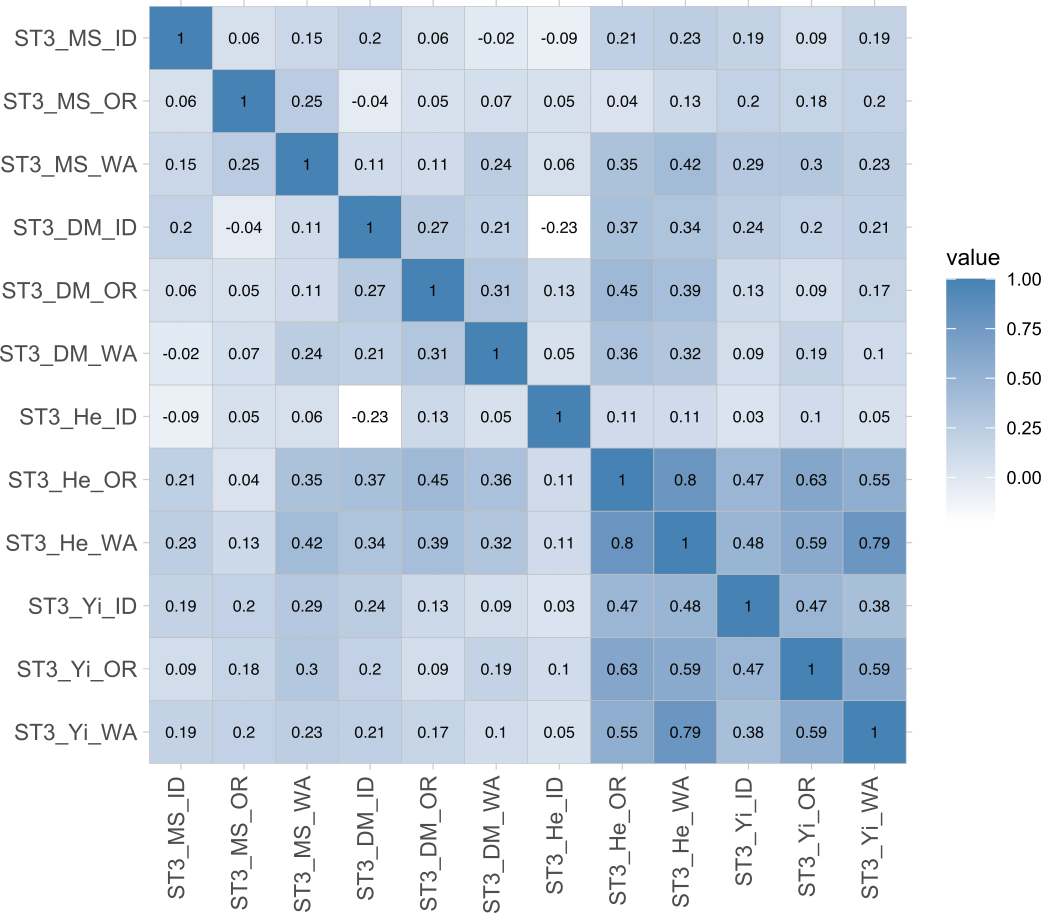 ST3_MS_ID 1 0.06 0.15 0.2 0.06 -0.02 -0.09 0.21 0.23 0.19 0.09 0.19
ST3_MS_OR 0.06 1 0.25 -0.04 0.05 0.07 0.05 0.04 0.13 0.2 0.18 0.2
ST3_MS_WA 0.15 0.25 1 0.11 0.11 0.24 0.06 0.35 0.42 0.29 0.3 0.23
ST3_DM_ID 0.2 -0.04 0.11 1 0.27 0.21 -0.23 0.37 0.34 0.24 0.2 0.21
ST3_DM_OR 0.06 0.05 0.11 0.27 1 0.31 0.13 0.45 0.39 0.13 0.09 0.17
ST3_DM_WA -0.02 0.07 0.24 0.21 0.31 1 0.05 0.36 0.32 0.09 0.19 0.1
ST3_He_ID -0.09 0.05 0.06 -0.23 0.13 0.05 1 0.11 0.11 0.03 0.1 0.05
ST3_He_OR 0.21 0.04 0.35 0.37 0.45 0.36 0.11 1 0.8 0.47 0.63 0.55
ST3_He_WA 0.23 0.13 0.42 0.34 0.39 0.32 0.11 0.8 1 0.48 0.59 0.79
ST3_Yi_ID 0.19 0.2 0.29 0.24 0.13 0.09 0.03 0.47 0.48 1 0.47 0.38
ST3_Yi_OR 0.09 0.18 0.3 0.2 0.09 0.19 0.1 0.63 0.59 0.47 1 0.59
ST3_Yi_WA 0.19 0.2 0.23 0.21 0.17 0.1 0.05 0.55 0.79 0.38 0.59 1
ST3_MS_ID
ST3_MS_OR
ST3_MS_WA
ST3_DM_ID
ST3_DM_OR
ST3_DM_WA
ST3_He_ID
ST3_He_OR
ST3_He_WA
ST3_Yi_ID
ST3_Yi_OR
ST3_Yi_WA
value
1.00
0.75
0.50
0.25
0.00